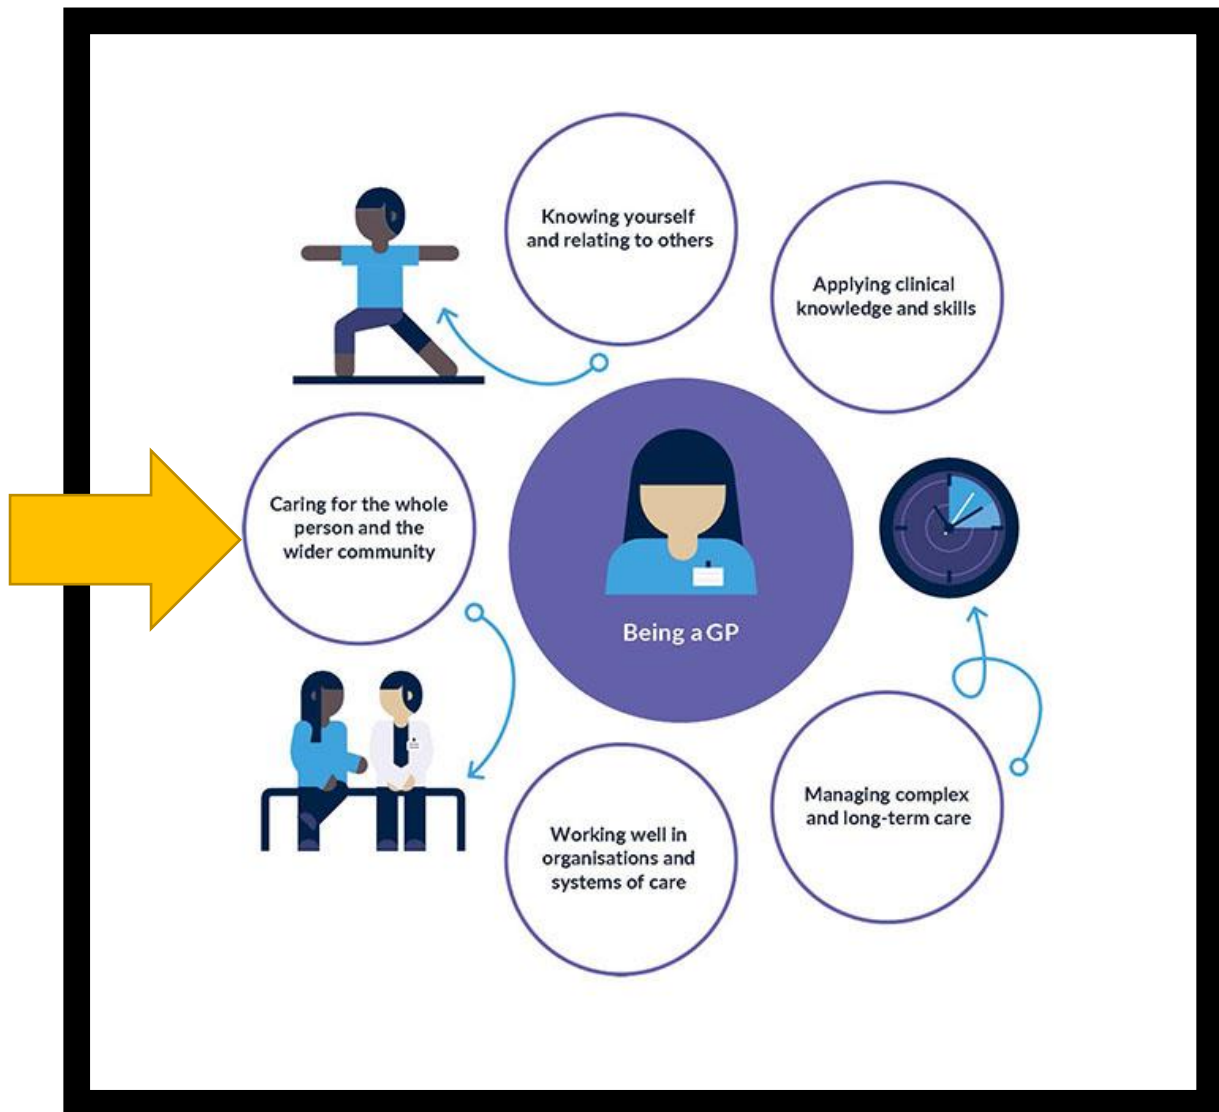 Knowing yourself
and relating to others
Applying clinical
knowledge and skills
Caring for the whole
person and the
wider community
Being a GP
Managing complex
and long-term care
Working well in
organisations and
systems of care